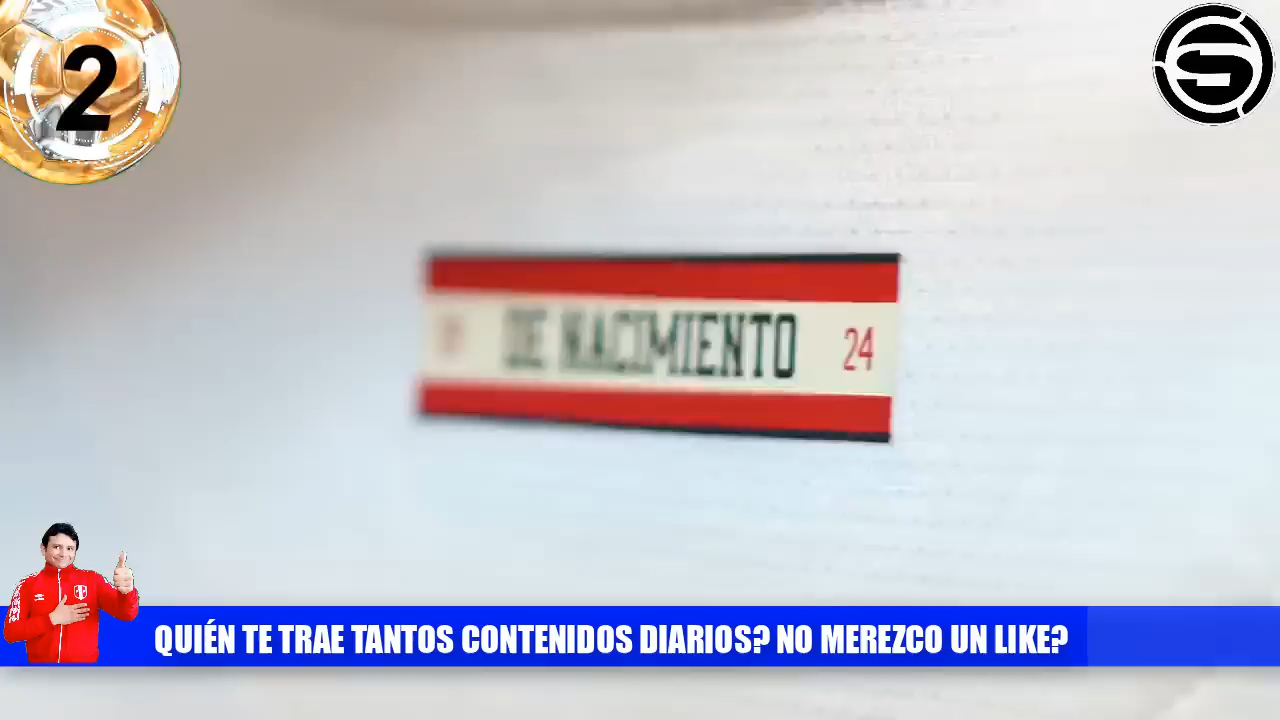 2
S
DE NACIMIENTO 24
QUIÉN TE TRAE TANTOS CONTENIDOS DIARIOS? NO MEREZCO UN LIKE?